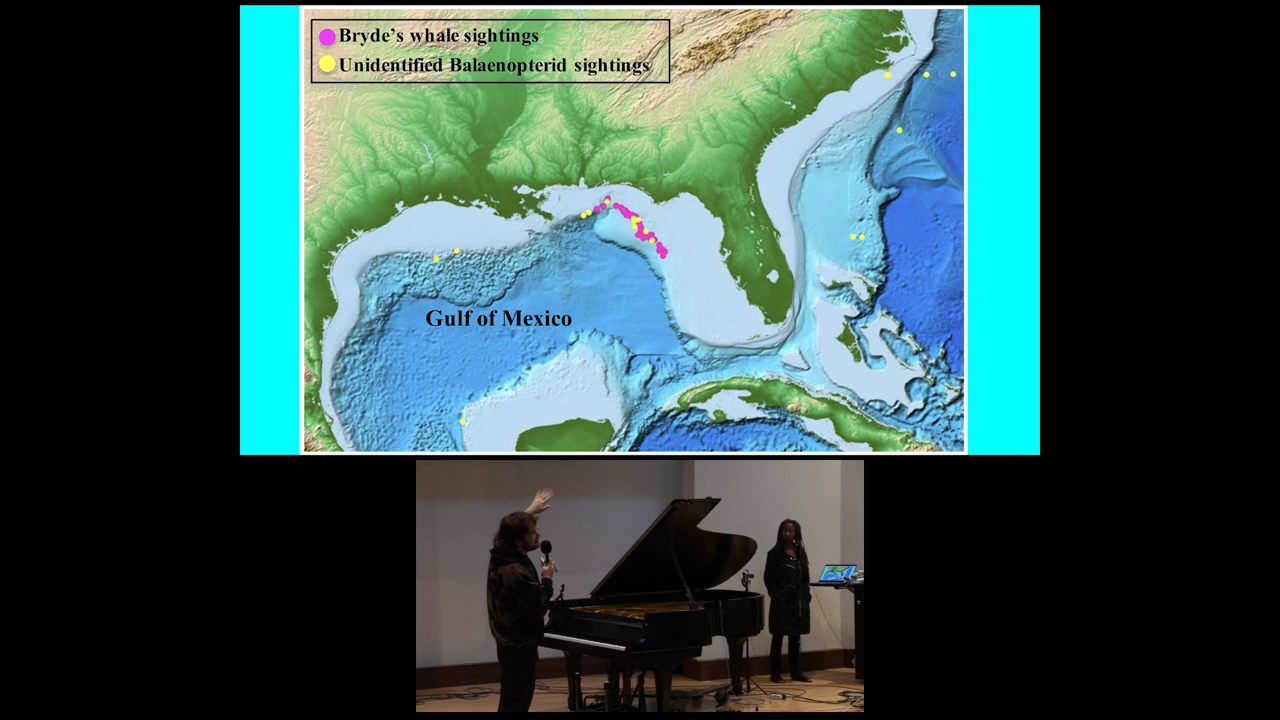 Bryde's whale sightings
Unidentified Balaenopterid sightings
Gulf of Mexico